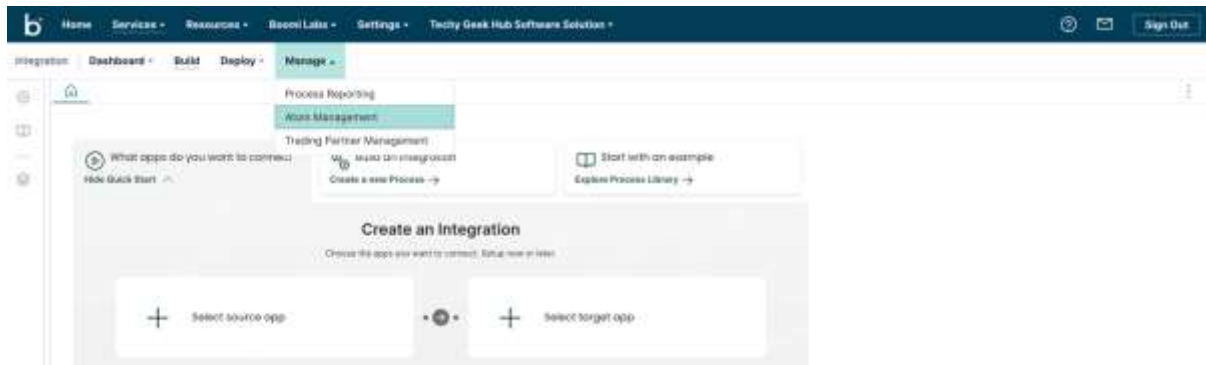 b Home Services Resources Boomi Labs Settings Techy Geek Hub Software Solution Sign Out
Integration Dashboard Build Deploy Manage
Process Reporting
Atom Management
Trading Partner Management
What apps do you want to connect
Hide Quick Start
Build an Integration
Create a new Process →
Start with an example
Explore Process Library →
Create an Integration
Choose the apps you want to connect. Setup now or later.
Select source app
Select target app